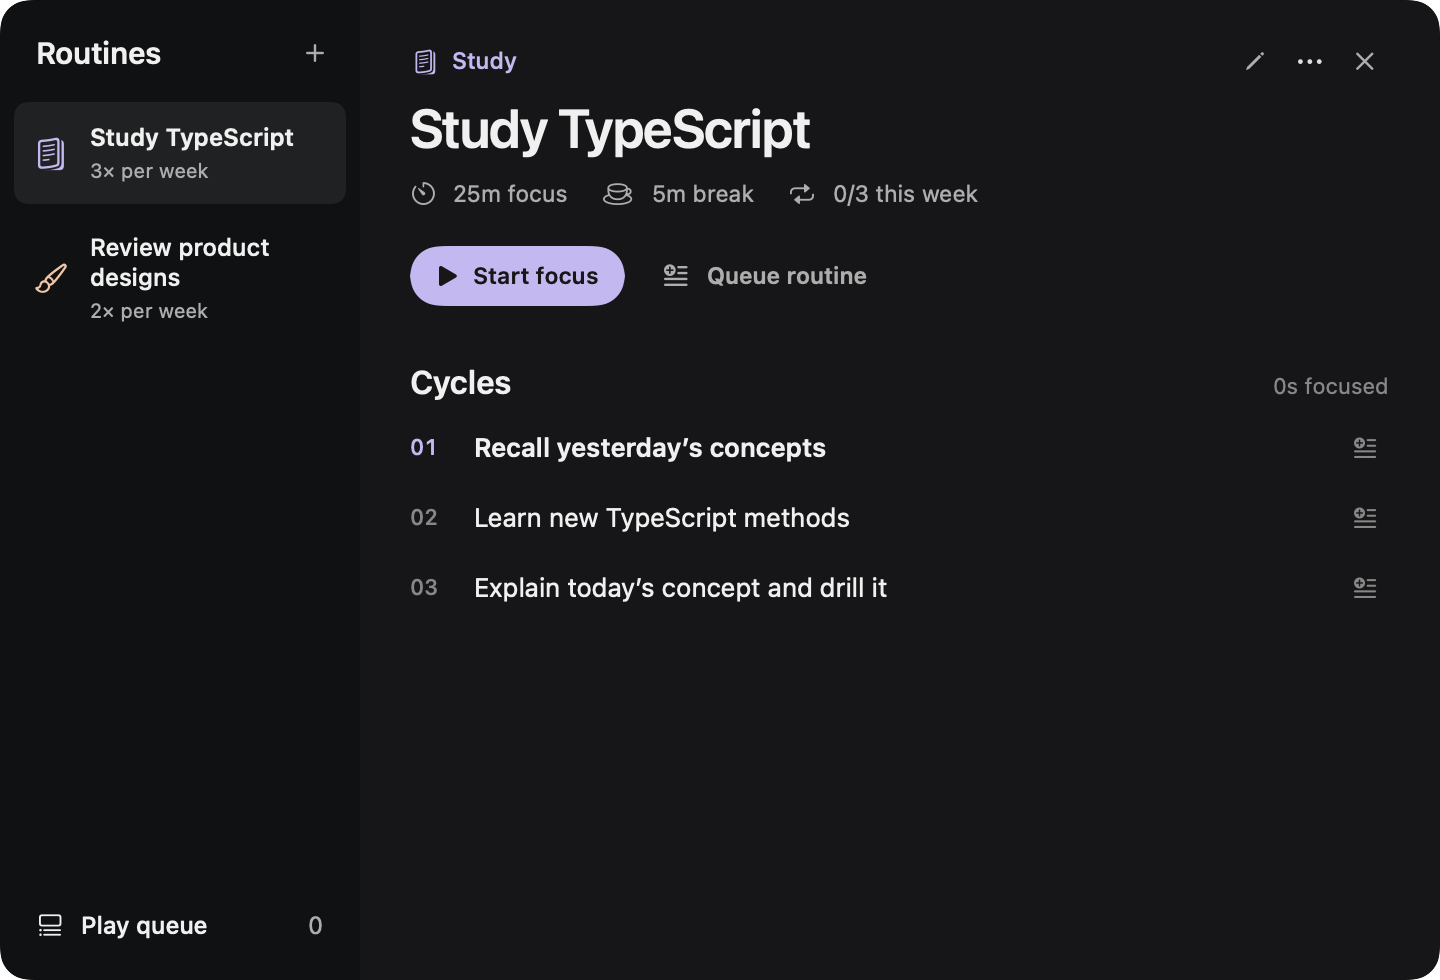 Routines
Study TypeScript
3× per week
Review product
designs
2× per week
Play queue 0
Study
Study TypeScript
25m focus 5m break 0/3 this week
Start focus Queue routine
Cycles 0s focused
01 Recall yesterday’s concepts
02 Learn new TypeScript methods
03 Explain today’s concept and drill it